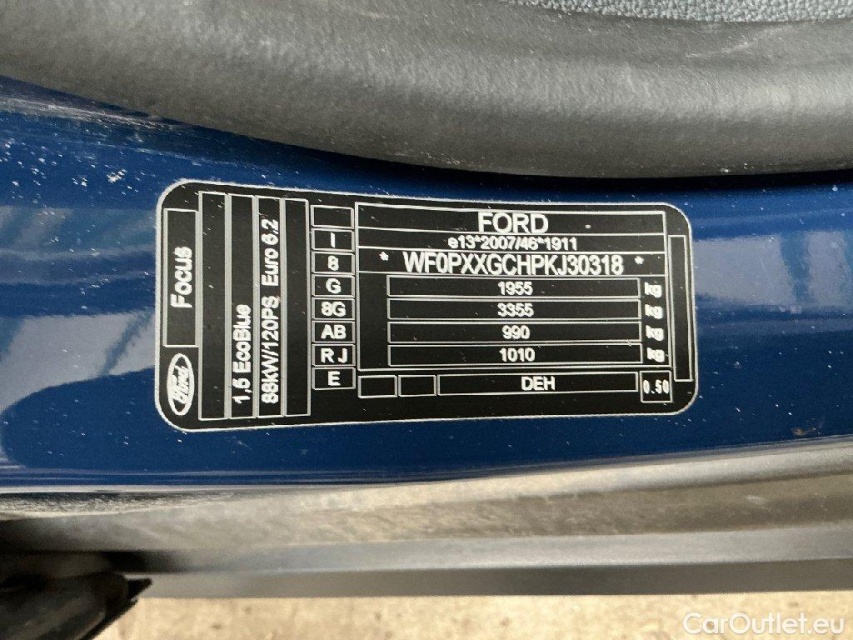 FORD
e13*2007/46*1911
* WF0PXXGCHPKJ30318 *
1955 kg
3355 kg
990 kg
1010 kg
DEH 0.50
I
8
G
8G
AB
R J
E
Focus
1,5 EcoBlue
88kW/120PS Euro 6.2
Ford
CarOutlet.eu